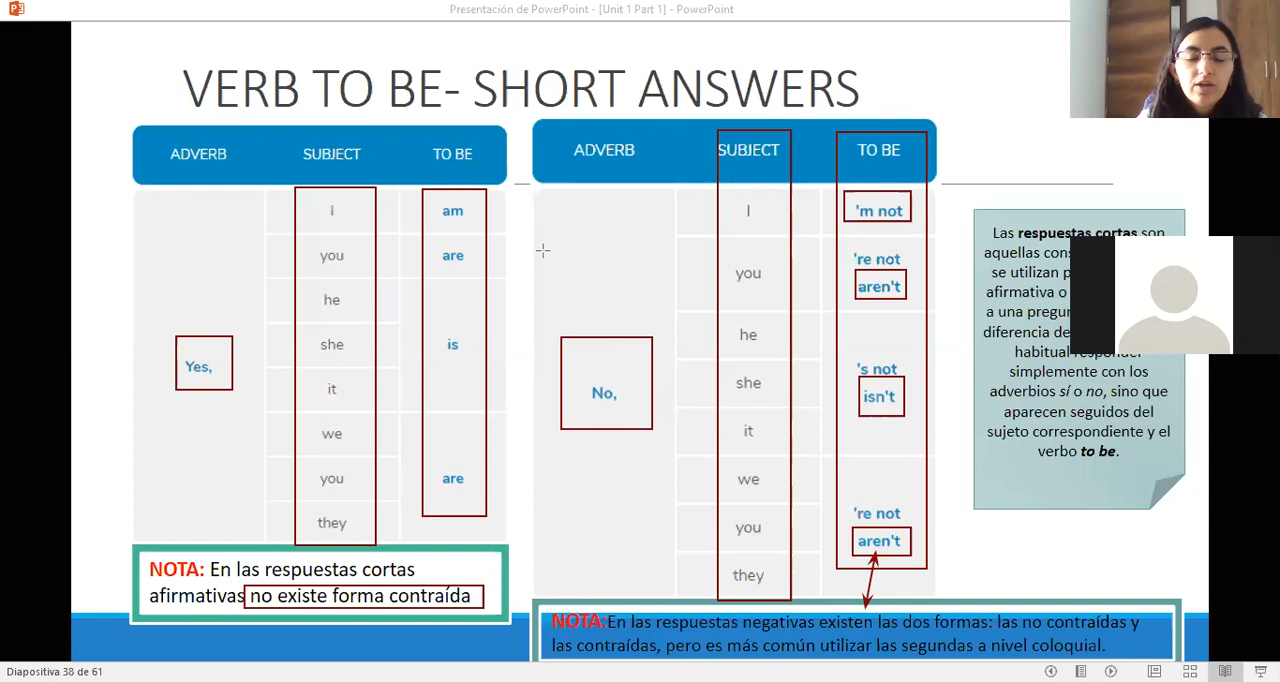 Presentación de PowerPoint - [Unit 1 Part 1] - PowerPoint
VERB TO BE- SHORT ANSWERS
ADVERB SUBJECT TO BE
I am
you are
he
she is
it
Yes,
we
you are
they
NOTA: En las respuestas cortas
afirmativas no existe forma contraída
ADVERB SUBJECT TO BE
I 'm not
're not
you
aren't
he
's not
she
isn't
No,
it
we
're not
you
aren't
they
NOTA:En las respuestas negativas existen las dos formas: las no contraídas y
las contraídas, pero es más común utilizar las segundas a nivel coloquial.
Las respuestas cortas son
aquellas
se utilizan
afirmativa o
a una
diferencia
habitual responder
simplemente con los
adverbios sí o no, sino que
aparecen seguidos del
sujeto correspondiente y el
verbo to be.
Diapositiva 38 de 61